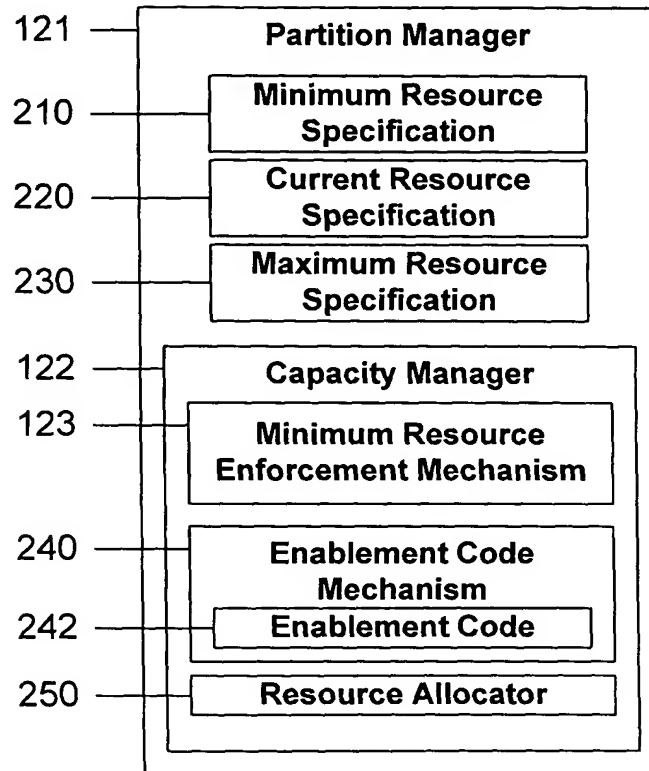 121
Partition Manager
210
Minimum Resource
Specification
220
Current Resource
Specification
230
Maximum Resource
Specification
122
Capacity Manager
123
Minimum Resource
Enforcement Mechanism
240
Enablement Code
Mechanism
242
Enablement Code
250
Resource Allocator